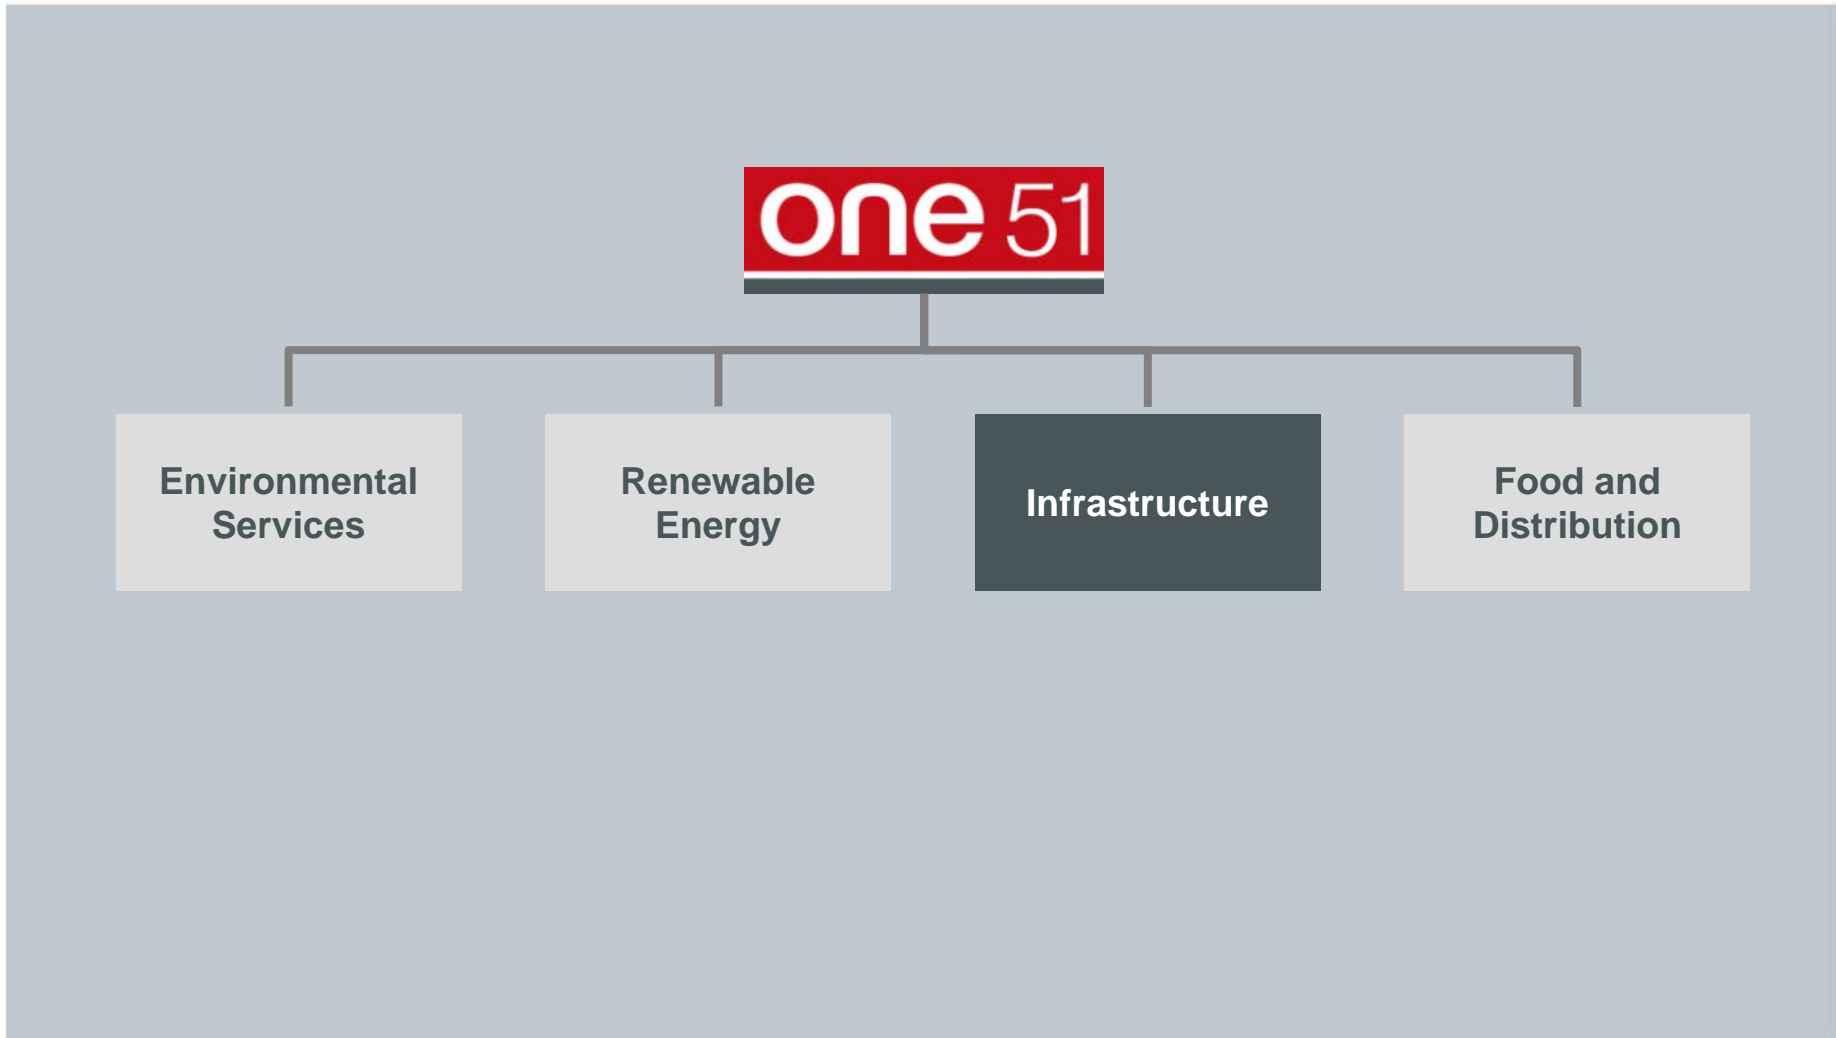 one 51
Environmental
Services
Renewable
Energy
Infrastructure
Food and
Distribution